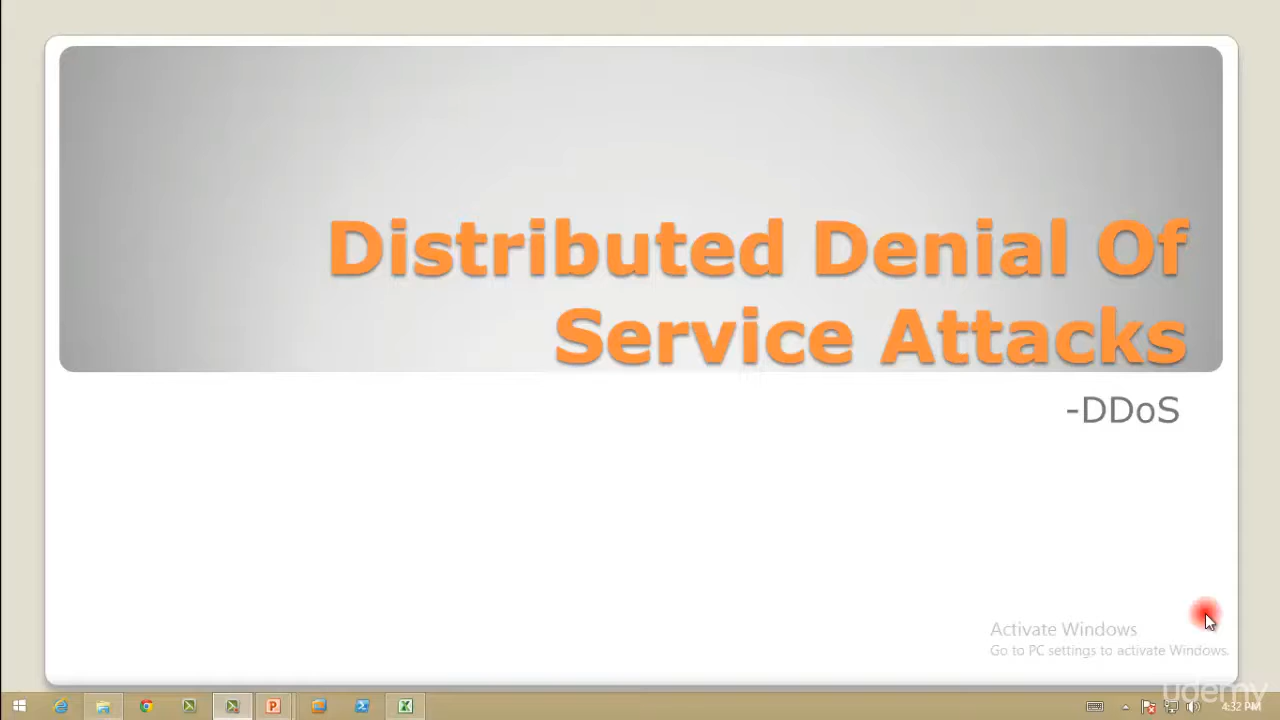 Distributed Denial Of
Service Attacks
-DDoS
Activate Windows
Go to PC settings to activate Windows.
udemy
4:32 PM